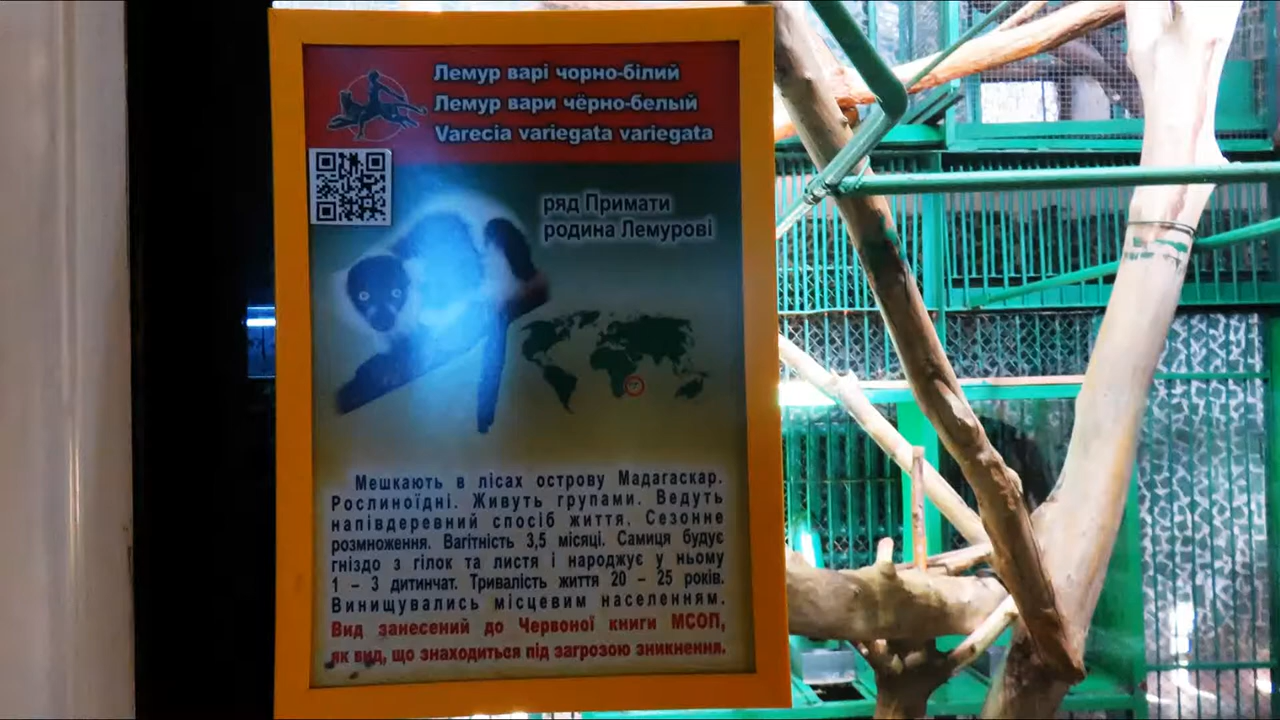 Лемур варі чорно-білий
Лемур вари чёрно-белый
Varecia variegata variegata
ряд Примати
родина Лемурові
Мешкають в лісах острову Мадагаскар.
Рослиноїдні. Живуть групами. Ведуть
напівдеревний спосіб життя. Сезонне
розмноження. Вагітність 3,5 місяці. Самиця будує
гніздо з гілок та листя і народжує у ньому
1 – 3 дитинчат. Тривалість життя 20 – 25 років.
Винищувались місцевим населенням.
Вид занесений до Червоної книги МСОП,
як вид, що знаходиться під загрозою зникнення.